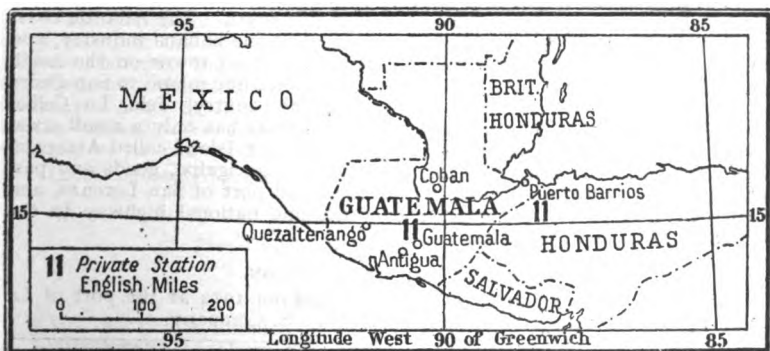 95
90
85
MEXICO
BRIT.
HONDURAS
Coban
Puerto Barrios
GUATEMALA
11
15
15
Quezaltenango
11
Guatemala
HONDURAS
Antigua
SALVADOR
11 Private Station
English Miles
0 100 200
Longitude West of Greenwich
95
90
85